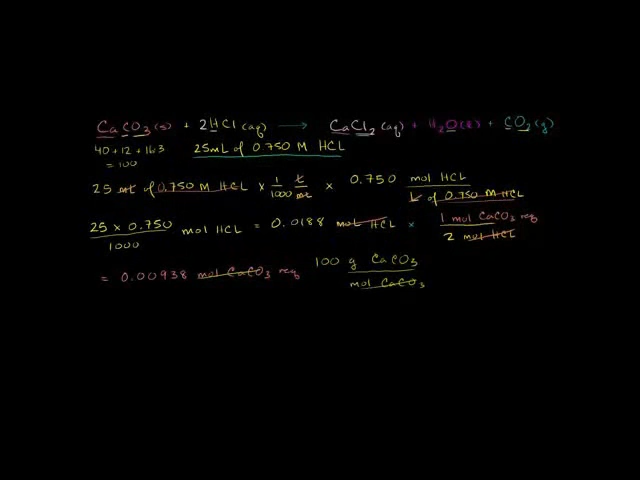 CaCO3(s) + 2HCl(aq) → CaCl2(aq) + H2O(l) + CO2(g)
40+12+16·3 25mL of 0.750 M HCL
=100
25 mL of 0.750 M HCL × 1/1000 L/mL × 0.750 mol HCL / L of 0.750 M HCL
25 × 0.750 / 1000 mol HCL = 0.0188 mol HCL × 1 mol CaCO3 req / 2 mol HCL
= 0.00938 mol CaCO3 req 100 g CaCO3 / mol CaCO3